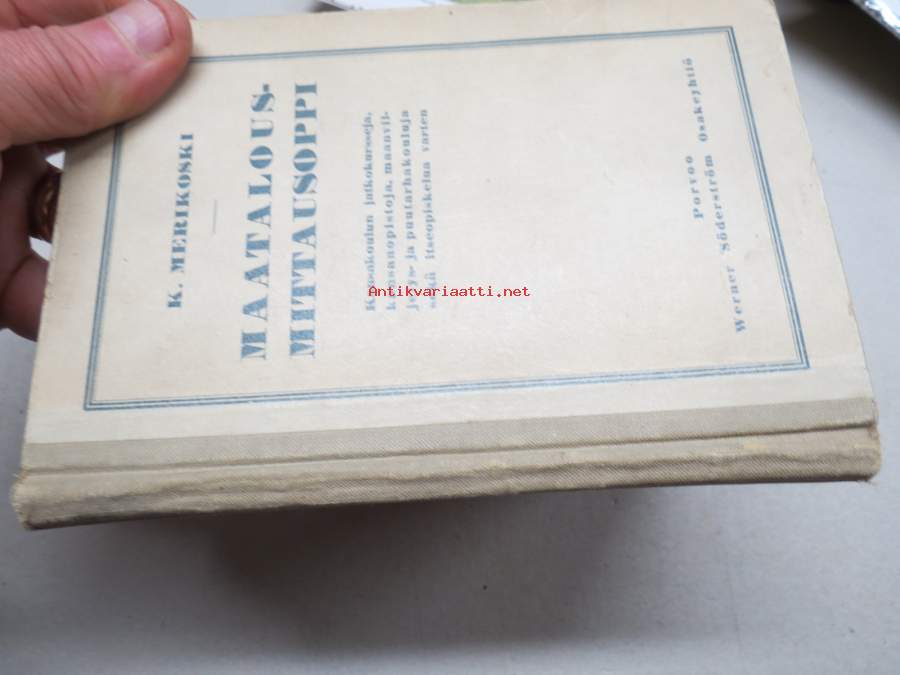 K. MERIKOSKI
MAATALOUS-
MITTAUSOPPI
Kansakoulun jatkokursseja,
kansanopistoja, maanvil-
jelys- ja puutarhakouluja
sekä itseopiskelua varten
Porvoo
Werner Söderström Osakeyhtiö
Antikvariaatti.net